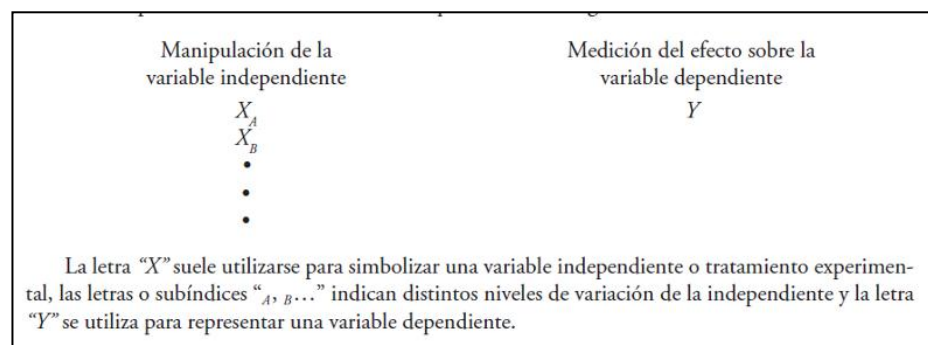 Manipulación de la
variable independiente
Medición del efecto sobre la
variable dependiente
X_A
Y
X_B
•
•
•
La letra “X” suele utilizarse para simbolizar una variable independiente o tratamiento experimen-
tal, las letras o subíndices “A, B…” indican distintos niveles de variación de la independiente y la letra
“Y” se utiliza para representar una variable dependiente.